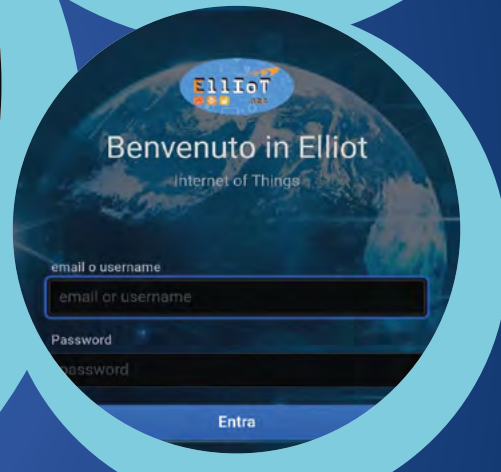 EllIoT
.net
Benvenuto in Elliot
Internet of Things
email o username
email or username
Password
password
Entra